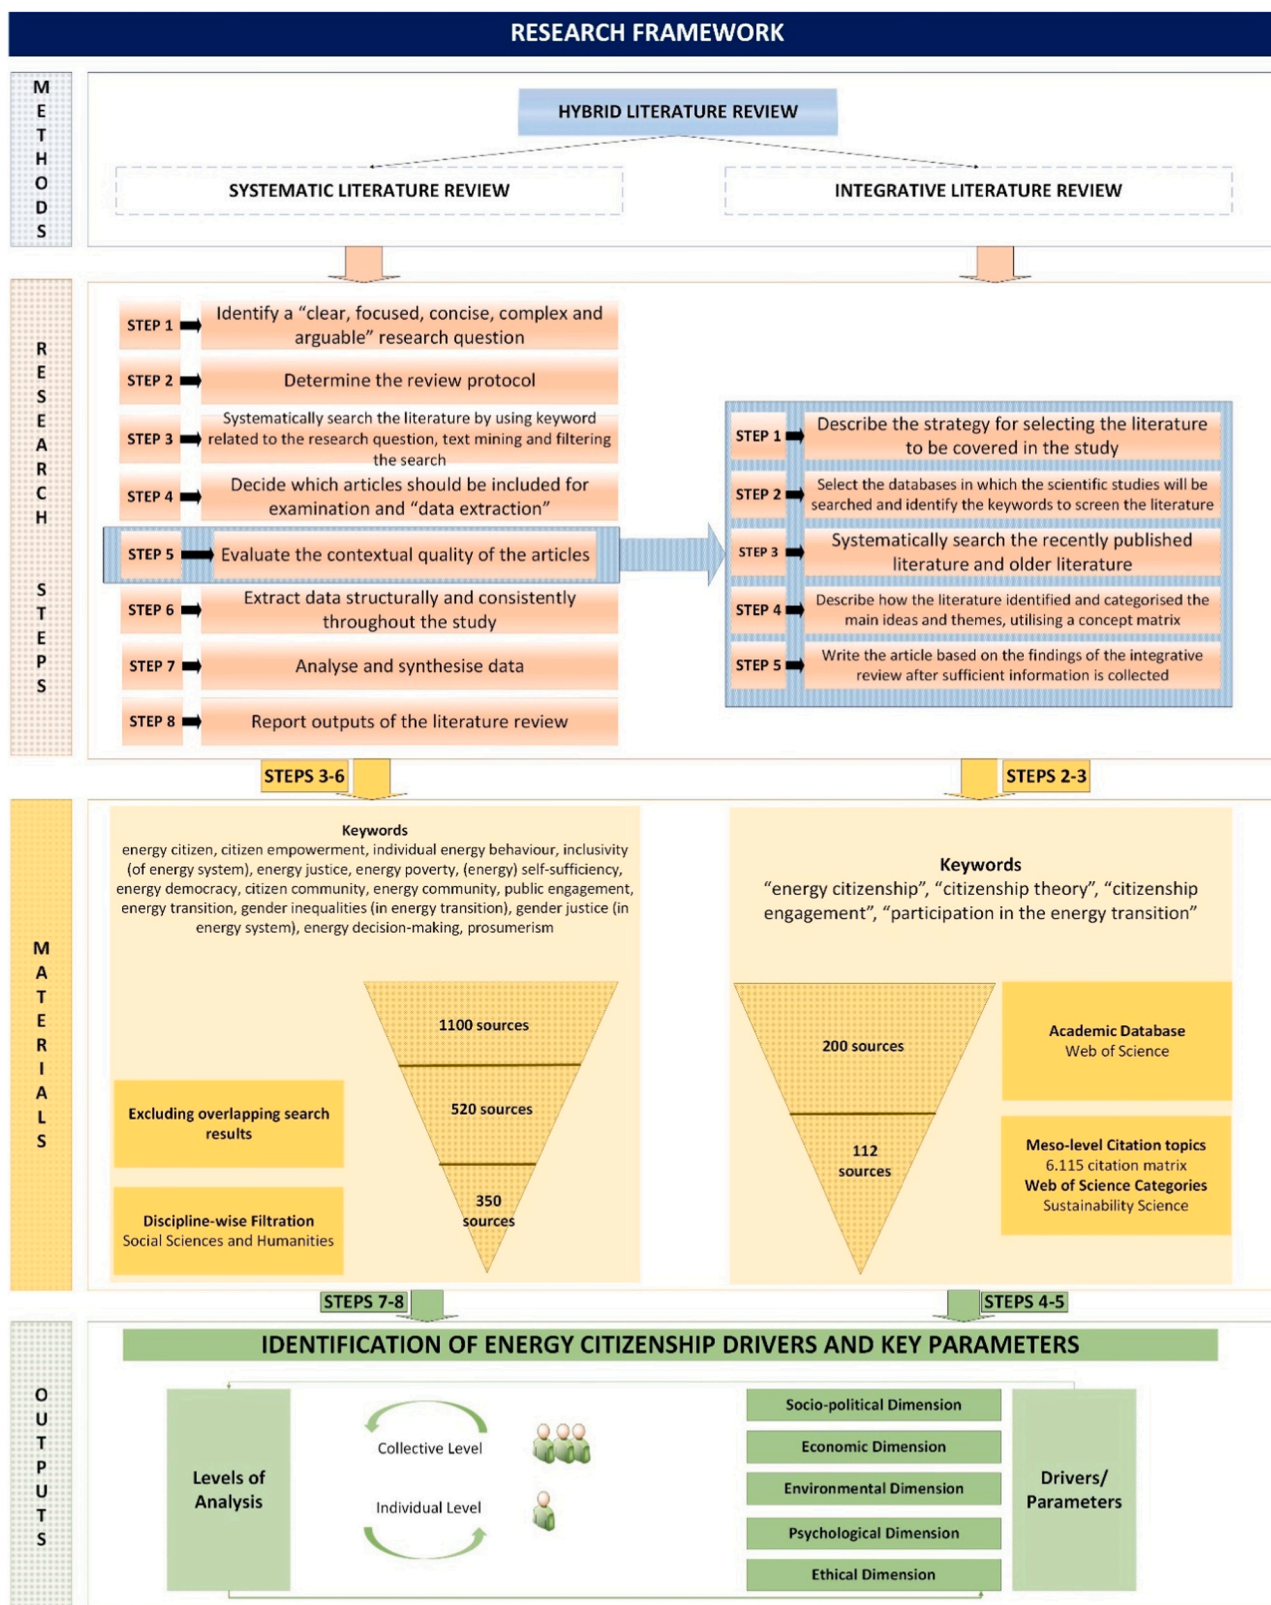 RESEARCH FRAMEWORK
METHODS
HYBRID LITERATURE REVIEW
SYSTEMATIC LITERATURE REVIEW
INTEGRATIVE LITERATURE REVIEW
RESEARCH STEPS
STEP 1
Identify a “clear, focused, concise, complex and
arguable” research question
STEP 2
Determine the review protocol
STEP 3
Systematically search the literature by using keyword
related to the research question, text mining and filtering
the search
STEP 4
Decide which articles should be included for
examination and “data extraction”
STEP 5
Evaluate the contextual quality of the articles
STEP 6
Extract data structurally and consistently
throughout the study
STEP 7
Analyse and synthesise data
STEP 8
Report outputs of the literature review
STEP 1
Describe the strategy for selecting the literature
to be covered in the study
STEP 2
Select the databases in which the scientific studies will be
searched and identify the keywords to screen the literature
STEP 3
Systematically search the recently published
literature and older literature
STEP 4
Describe how the literature identified and categorised the
main ideas and themes, utilising a concept matrix
STEP 5
Write the article based on the findings of the integrative
review after sufficient information is collected
STEPS 3-6
STEPS 2-3
MATERIALS
Keywords
energy citizen, citizen empowerment, individual energy behaviour, inclusivity
(of energy system), energy justice, energy poverty, (energy) self-sufficiency,
energy democracy, citizen community, energy community, public engagement,
energy transition, gender inequalities (in energy transition), gender justice (in
energy system), energy decision-making, prosumerism
1100 sources
520 sources
350
sources
Excluding overlapping search
results
Discipline-wise Filtration
Social Sciences and Humanities
Keywords
“energy citizenship”, “citizenship theory”, “citizenship
engagement”, “participation in the energy transition”
200 sources
112
sources
Academic Database
Web of Science
Meso-level Citation topics
6.115 citation matrix
Web of Science Categories
Sustainability Science
STEPS 7-8
STEPS 4-5
OUTPUTS
IDENTIFICATION OF ENERGY CITIZENSHIP DRIVERS AND KEY PARAMETERS
Levels of
Analysis
Collective Level
Individual Level
Socio-political Dimension
Economic Dimension
Environmental Dimension
Psychological Dimension
Ethical Dimension
Drivers/
Parameters